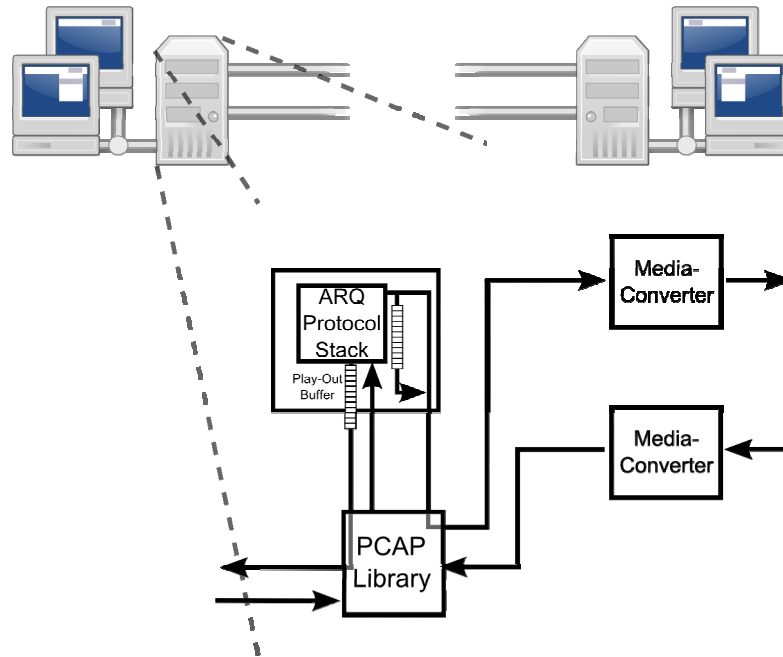 ARQ
Protocol
Stack
Play-Out
Buffer
Media-
Converter
Media-
Converter
PCAP
Library